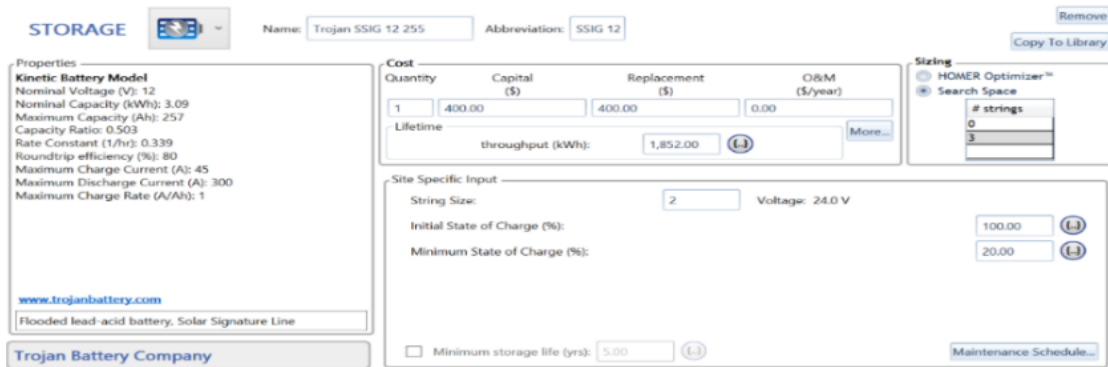 STORAGE
Name: Trojan SSIG 12 255 Abbreviation: SSIG 12
Remove
Copy To Library
Properties
Kinetic Battery Model
Nominal Voltage (V): 12
Nominal Capacity (kWh): 3.09
Maximum Capacity (Ah): 257
Capacity Ratio: 0.503
Rate Constant (1/hr): 0.339
Roundtrip efficiency (%): 80
Maximum Charge Current (A): 45
Maximum Discharge Current (A): 300
Maximum Charge Rate (A/Ah): 1
www.trojanbattery.com
Flooded lead-acid battery, Solar Signature Line
Trojan Battery Company
Cost
Quantity Capital Replacement O&M
($) ($) ($/year)
1 400.00 400.00 0.00
Lifetime
throughput (kWh): 1,852.00 (..)
More...
Sizing
HOMER Optimizer™
Search Space
# strings
0
3
Site Specific Input
String Size: 2 Voltage: 24.0 V
Initial State of Charge (%): 100.00 (..)
Minimum State of Charge (%): 20.00 (..)
Minimum storage life (yrs): 5.00 (..)
Maintenance Schedule...